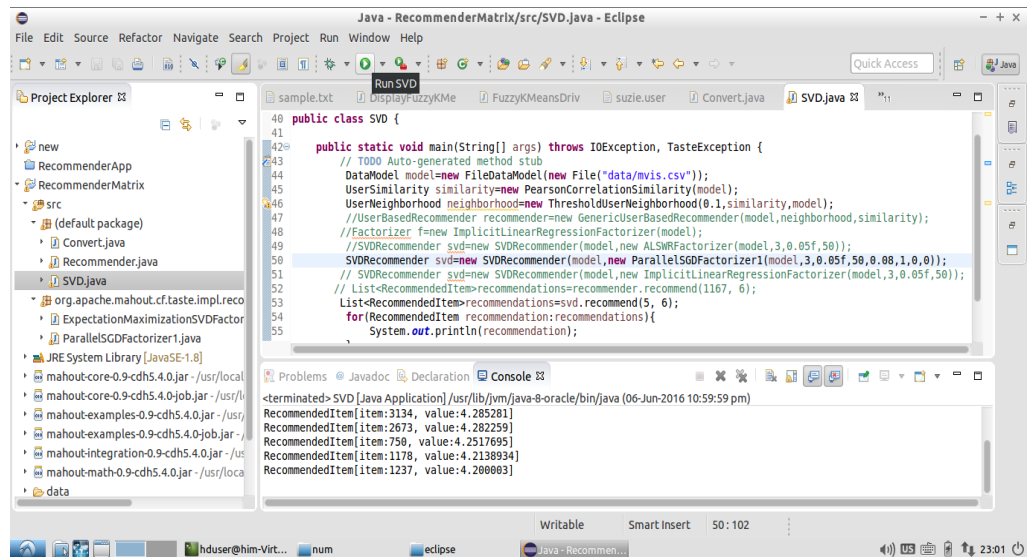 Java - RecommenderMatrix/src/SVD.java - Eclipse
File Edit Source Refactor Navigate Search Project Run Window Help
Quick Access
Java
Run SVD
Project Explorer
new
RecommenderApp
RecommenderMatrix
src
(default package)
Convert.java
Recommender.java
SVD.java
org.apache.mahout.cf.taste.impl.reco
ExpectationMaximizationSVDFactor
ParallelSGDFactorizer1.java
JRE System Library [JavaSE-1.8]
mahout-core-0.9-cdh5.4.0.jar - /usr/local
mahout-core-0.9-cdh5.4.0-job.jar - /usr/l
mahout-examples-0.9-cdh5.4.0.jar - /usr/
mahout-examples-0.9-cdh5.4.0-job.jar - /
mahout-integration-0.9-cdh5.4.0.jar - /us
mahout-math-0.9-cdh5.4.0.jar - /usr/loca
data
sample.txt DisplayFuzzyKMe FuzzyKMeansDriv suzie.user Convert.java SVD.java »11
40 public class SVD {
41
42 public static void main(String[] args) throws IOException, TasteException {
43 // TODO Auto-generated method stub
44 DataModel model=new FileDataModel(new File("data/mvis.csv"));
45 UserSimilarity similarity=new PearsonCorrelationSimilarity(model);
46 UserNeighborhood neighborhood=new ThresholdUserNeighborhood(0.1,similarity,model);
47 //UserBasedRecommender recommender=new GenericUserBasedRecommender(model,neighborhood,similarity);
48 //Factorizer f=new ImplicitLinearRegressionFactorizer(model);
49 //SVDRecommender svd=new SVDRecommender(model,new ALSWRFactorizer(model,3,0.05f,50));
50 SVDRecommender svd=new SVDRecommender(model,new ParallelSGDFactorizer1(model,3,0.05f,50,0.08,1,0,0));
51 // SVDRecommender svd=new SVDRecommender(model,new ImplicitLinearRegressionFactorizer(model,3,0.05f,50));
52 // List<RecommendedItem>recommendations=recommender.recommend(1167, 6);
53 List<RecommendedItem>recommendations=svd.recommend(5, 6);
54 for(RecommendedItem recommendation:recommendations){
55 System.out.println(recommendation);
Problems @ Javadoc Declaration Console
<terminated> SVD [Java Application] /usr/lib/jvm/java-8-oracle/bin/java (06-Jun-2016 10:59:59 pm)
RecommendedItem[item:3134, value:4.285281]
RecommendedItem[item:2673, value:4.282259]
RecommendedItem[item:750, value:4.2517695]
RecommendedItem[item:1178, value:4.2138934]
RecommendedItem[item:1237, value:4.200003]
Writable Smart Insert 50 : 102
hduser@him-Virt... num eclipse Java - Recommen... US 23:01